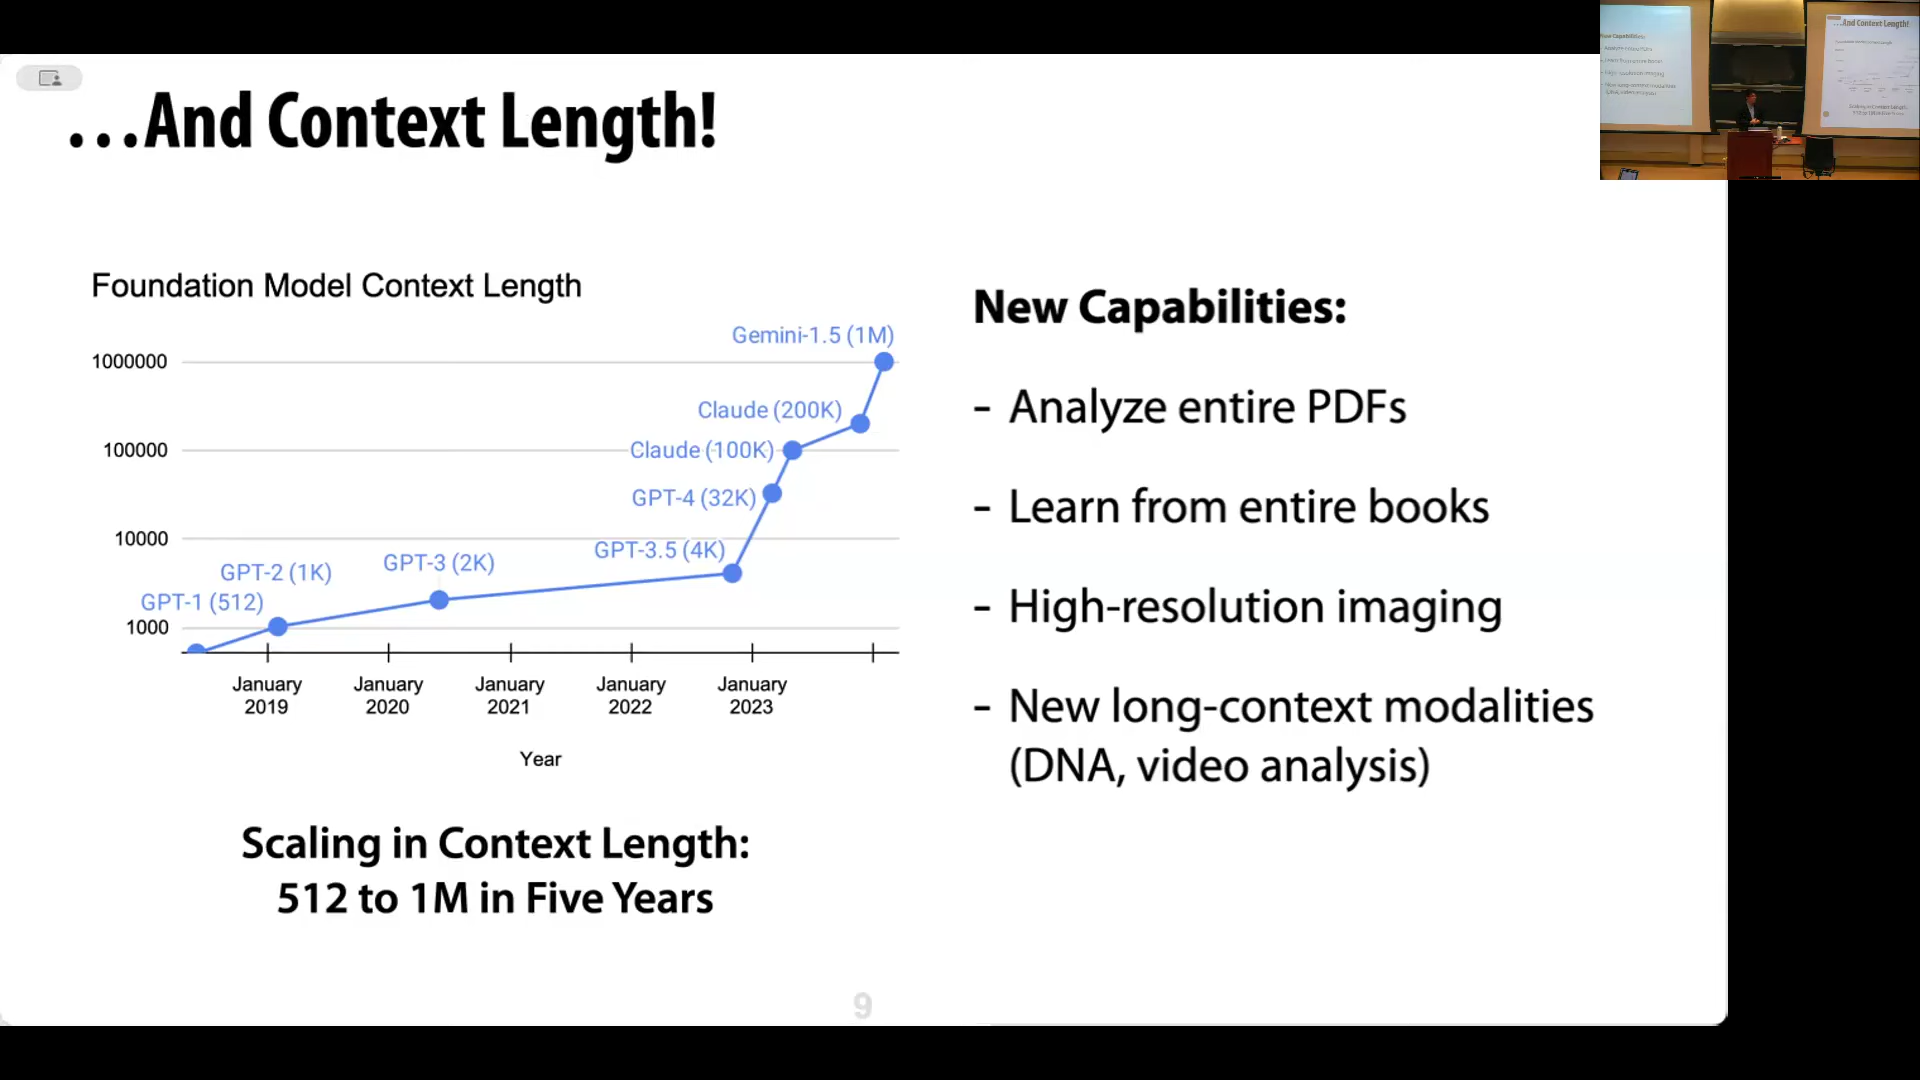 …And Context Length!
Foundation Model Context Length
Gemini-1.5 (1M)
1000000
Claude (200K)
Claude (100K)
100000
GPT-4 (32K)
GPT-3.5 (4K)
10000
GPT-3 (2K)
GPT-2 (1K)
GPT-1 (512)
1000
January
2019
January
2020
January
2021
January
2022
January
2023
Year
Scaling in Context Length:
512 to 1M in Five Years
New Capabilities:
- Analyze entire PDFs
- Learn from entire books
- High-resolution imaging
- New long-context modalities
(DNA, video analysis)
9
…And Context Length!